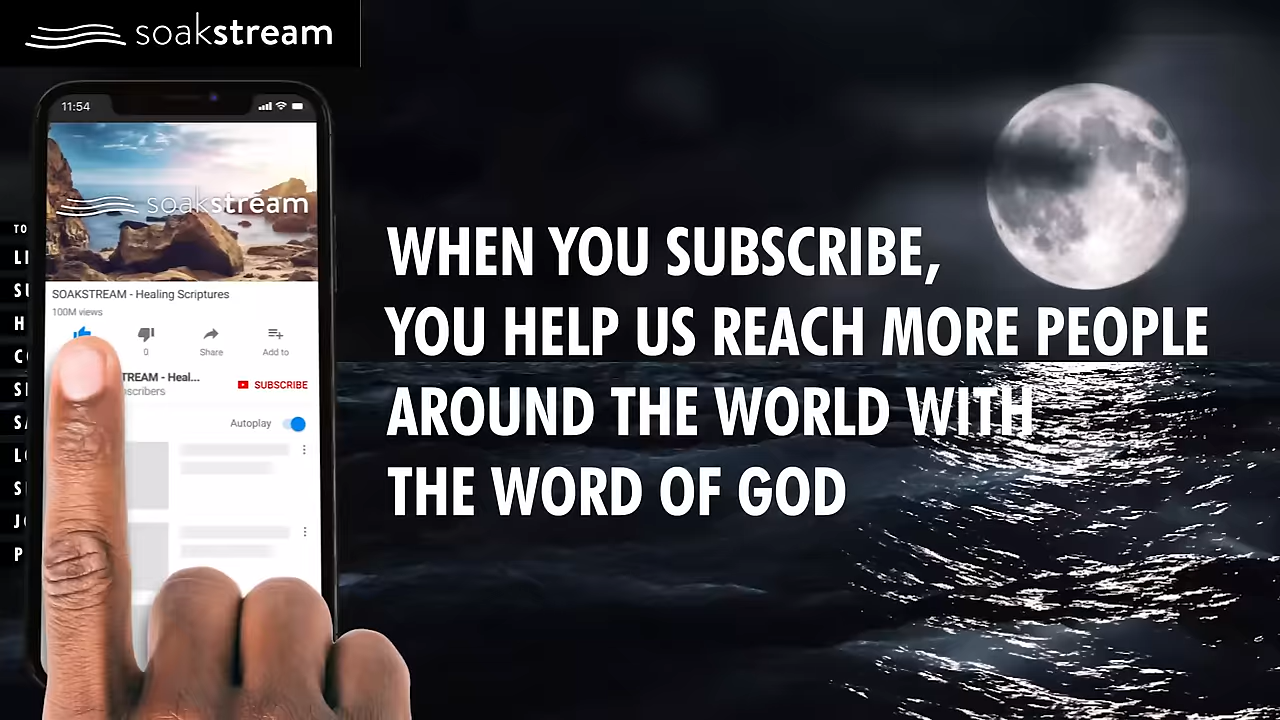 soakstream
11:54
soakstream
SOAKSTREAM - Healing Scriptures
100M views
0
Share
Add to
SUBSCRIBE
Autoplay
WHEN YOU SUBSCRIBE,
YOU HELP US REACH MORE PEOPLE
AROUND THE WORLD WITH
THE WORD OF GOD